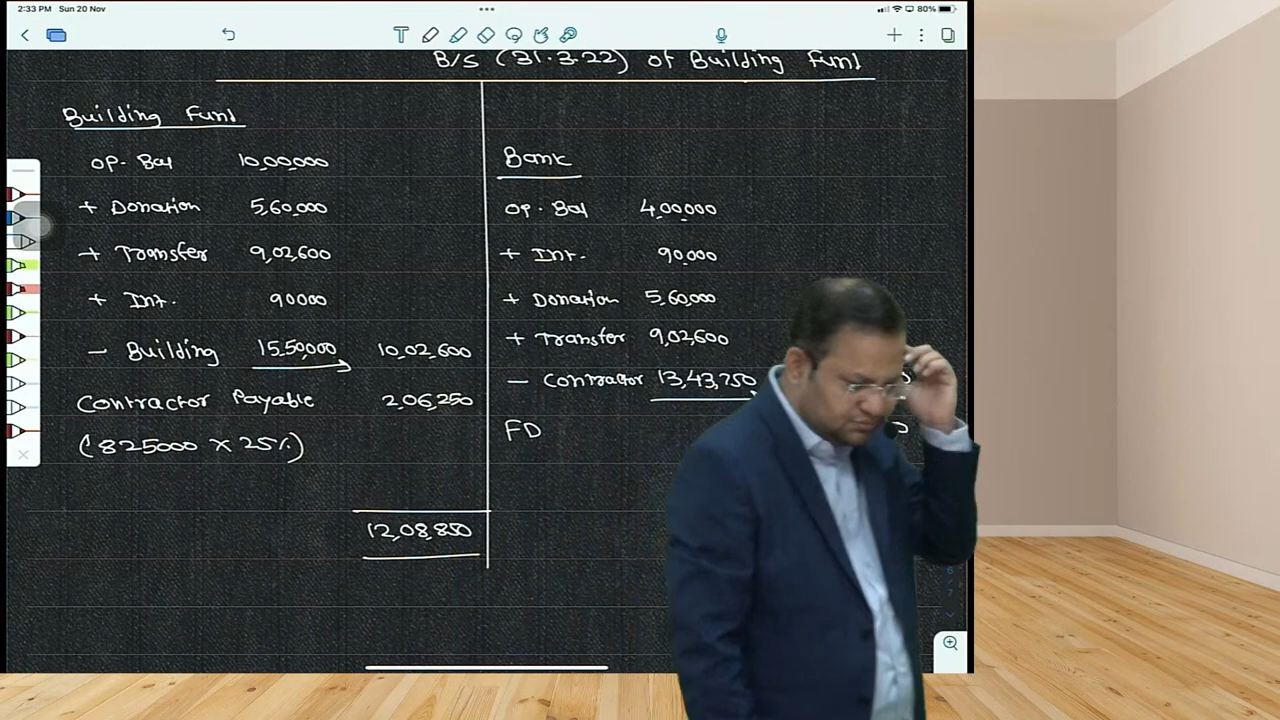 2:33 PM Sun 20 Nov
80%
B/S (31.3.22) of Building Fund
Building Fund
OP. Bal 10,00,000
+ Donation 5,60,000
+ Transfer 9,02,600
+ Int. 90000
- Building 15,50,000 10,02,600
Contractor Payable 2,06,250
(825000 X 25%)
12,08,850
Bank
OP. Bal 4,00,000
+ Int. 90,000
+ Donation 5,60,000
+ Transfer 9,02,600
- Contractor 13,43,750
FD
6
7